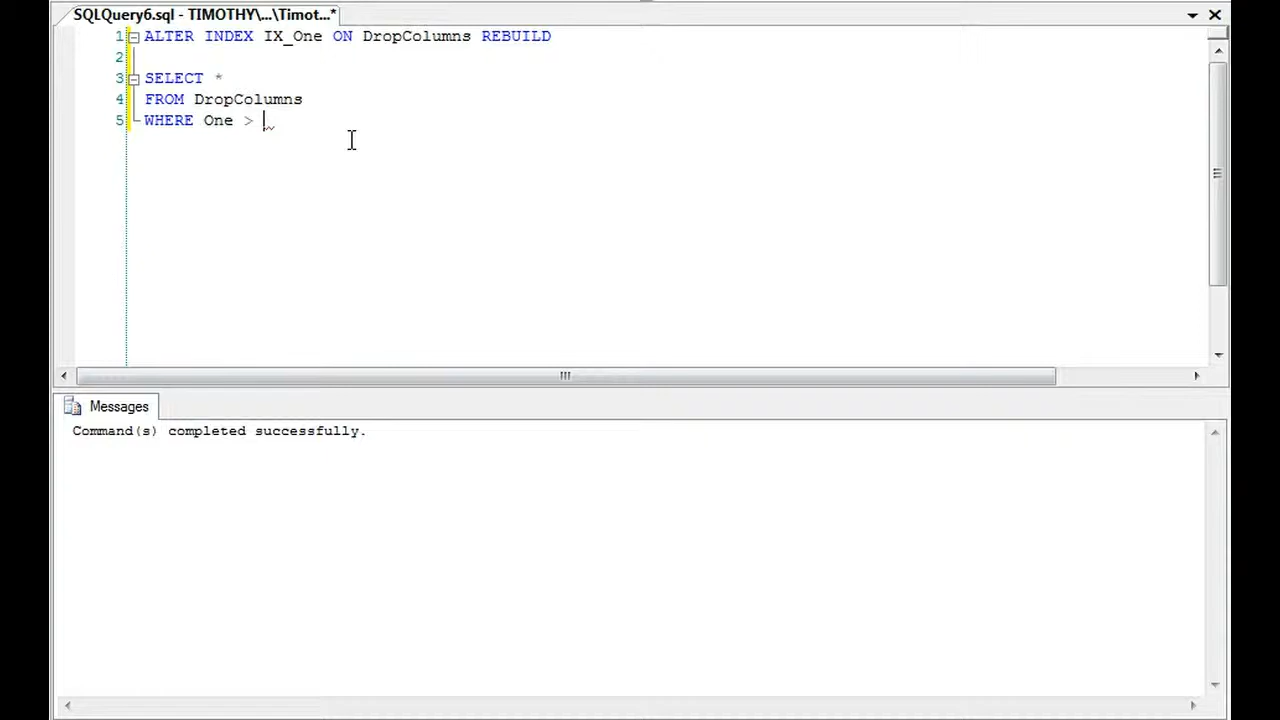 SQLQuery6.sql - TIMOTHY\...\Timot...*
1 ALTER INDEX IX_One ON DropColumns REBUILD
2
3 SELECT *
4 FROM DropColumns
5 WHERE One >
Messages
Command(s) completed successfully.